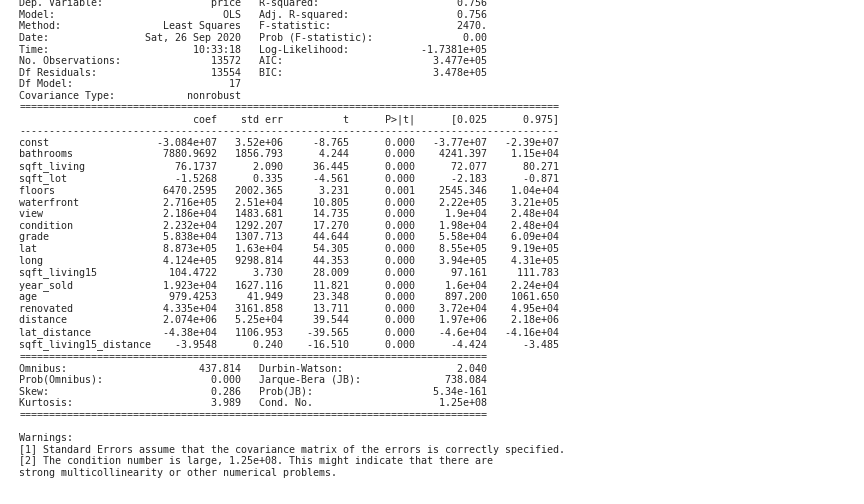 Dep. Variable: price R-squared: 0.756
Model: OLS Adj. R-squared: 0.756
Method: Least Squares F-statistic: 2470.
Date: Sat, 26 Sep 2020 Prob (F-statistic): 0.00
Time: 10:33:18 Log-Likelihood: -1.7381e+05
No. Observations: 13572 AIC: 3.477e+05
Df Residuals: 13554 BIC: 3.478e+05
Df Model: 17
Covariance Type: nonrobust
==========================================================================================
coef std err t P>|t| [0.025 0.975]
------------------------------------------------------------------------------------------
const -3.084e+07 3.52e+06 -8.765 0.000 -3.77e+07 -2.39e+07
bathrooms 7880.9692 1856.793 4.244 0.000 4241.397 1.15e+04
sqft_living 76.1737 2.090 36.445 0.000 72.077 80.271
sqft_lot -1.5268 0.335 -4.561 0.000 -2.183 -0.871
floors 6470.2595 2002.365 3.231 0.001 2545.346 1.04e+04
waterfront 2.716e+05 2.51e+04 10.805 0.000 2.22e+05 3.21e+05
view 2.186e+04 1483.681 14.735 0.000 1.9e+04 2.48e+04
condition 2.232e+04 1292.207 17.270 0.000 1.98e+04 2.48e+04
grade 5.838e+04 1307.713 44.644 0.000 5.58e+04 6.09e+04
lat 8.873e+05 1.63e+04 54.305 0.000 8.55e+05 9.19e+05
long 4.124e+05 9298.814 44.353 0.000 3.94e+05 4.31e+05
sqft_living15 104.4722 3.730 28.009 0.000 97.161 111.783
year_sold 1.923e+04 1627.116 11.821 0.000 1.6e+04 2.24e+04
age 979.4253 41.949 23.348 0.000 897.200 1061.650
renovated 4.335e+04 3161.858 13.711 0.000 3.72e+04 4.95e+04
distance 2.074e+06 5.25e+04 39.544 0.000 1.97e+06 2.18e+06
lat_distance -4.38e+04 1106.953 -39.565 0.000 -4.6e+04 -4.16e+04
sqft_living15_distance -3.9548 0.240 -16.510 0.000 -4.424 -3.485
==============================================================================
Omnibus: 437.814 Durbin-Watson: 2.040
Prob(Omnibus): 0.000 Jarque-Bera (JB): 738.084
Skew: 0.286 Prob(JB): 5.34e-161
Kurtosis: 3.989 Cond. No. 1.25e+08
==============================================================================
Warnings:
[1] Standard Errors assume that the covariance matrix of the errors is correctly specified.
[2] The condition number is large, 1.25e+08. This might indicate that there are
strong multicollinearity or other numerical problems.